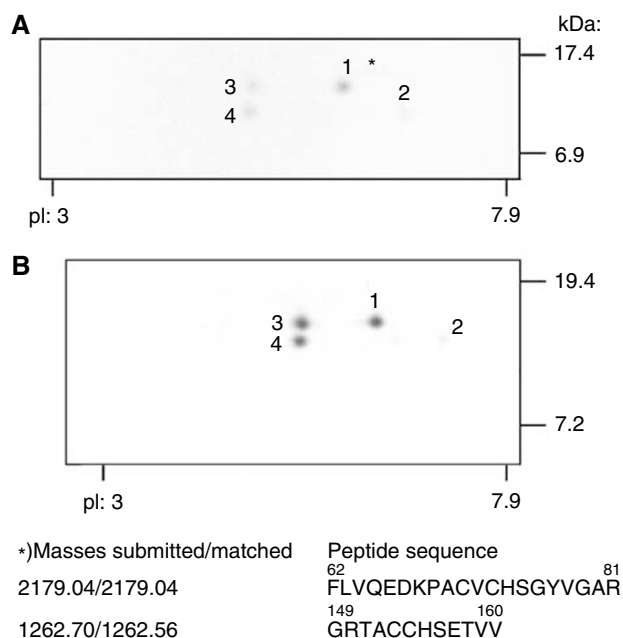 A
kDa:
17.4
1 *
3
2
4
6.9
pI: 3
7.9
B
19.4
1
3
2
4
7.2
pI: 3
7.9
*)Masses submitted/matched Peptide sequence
62 81
2179.04/2179.04 FLVQEDKPACVCHSGYVGAR
149 160
1262.70/1262.56 GRTACCHSETVV